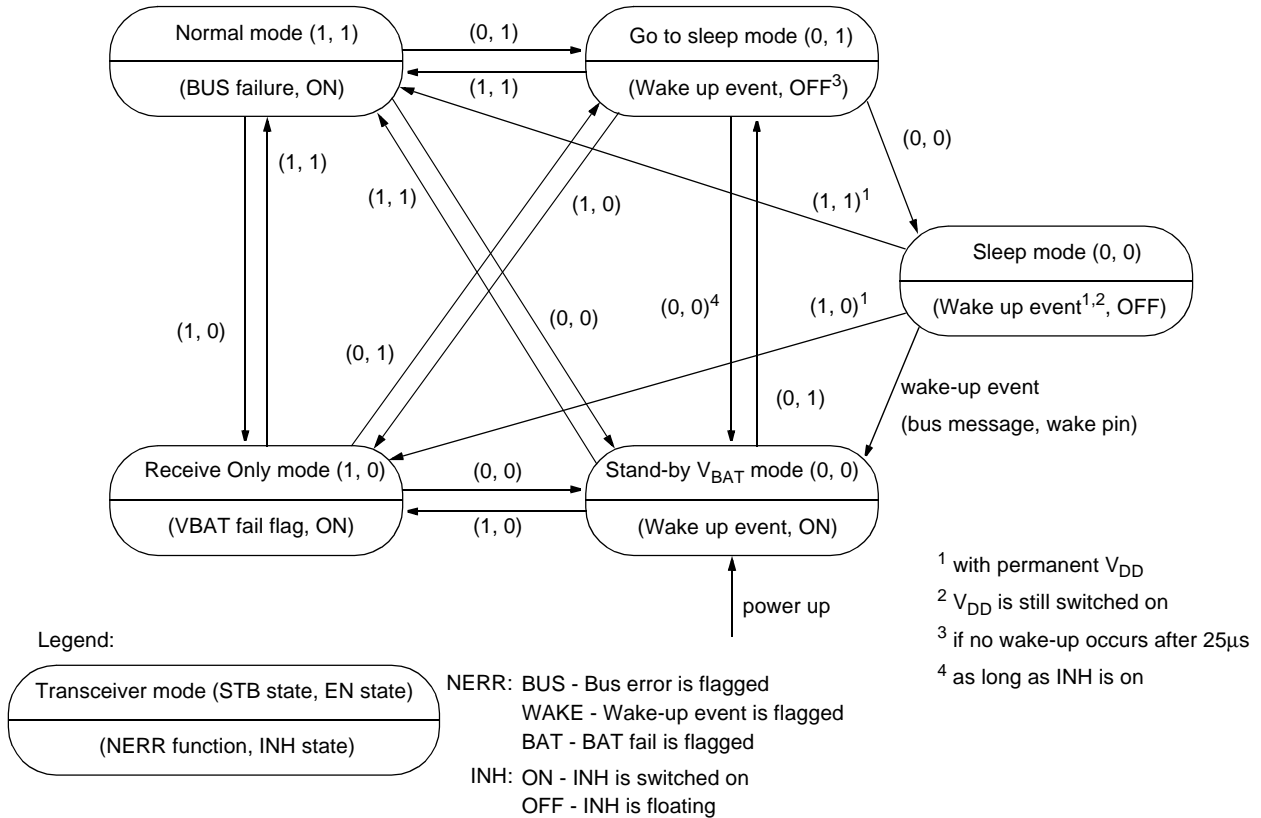 Normal mode (1, 1)
(BUS failure, ON)
(0, 1)
(1, 1)
Go to sleep mode (0, 1)
(Wake up event, OFF³)
(0, 0)
(1, 1)
(1, 1)
(1, 0)
(1, 1)¹
Sleep mode (0, 0)
(Wake up event¹,², OFF)
(1, 0)
(0, 1)
(0, 0)
(0, 0)⁴
(1, 0)¹
(0, 1)
wake-up event
(bus message, wake pin)
Receive Only mode (1, 0)
(VBAT fail flag, ON)
(0, 0)
(1, 0)
Stand-by VBAT mode (0, 0)
(Wake up event, ON)
power up
¹ with permanent VDD
² VDD is still switched on
³ if no wake-up occurs after 25µs
⁴ as long as INH is on
Legend:
Transceiver mode (STB state, EN state)
(NERR function, INH state)
NERR: BUS - Bus error is flagged
WAKE - Wake-up event is flagged
BAT - BAT fail is flagged
INH: ON - INH is switched on
OFF - INH is floating